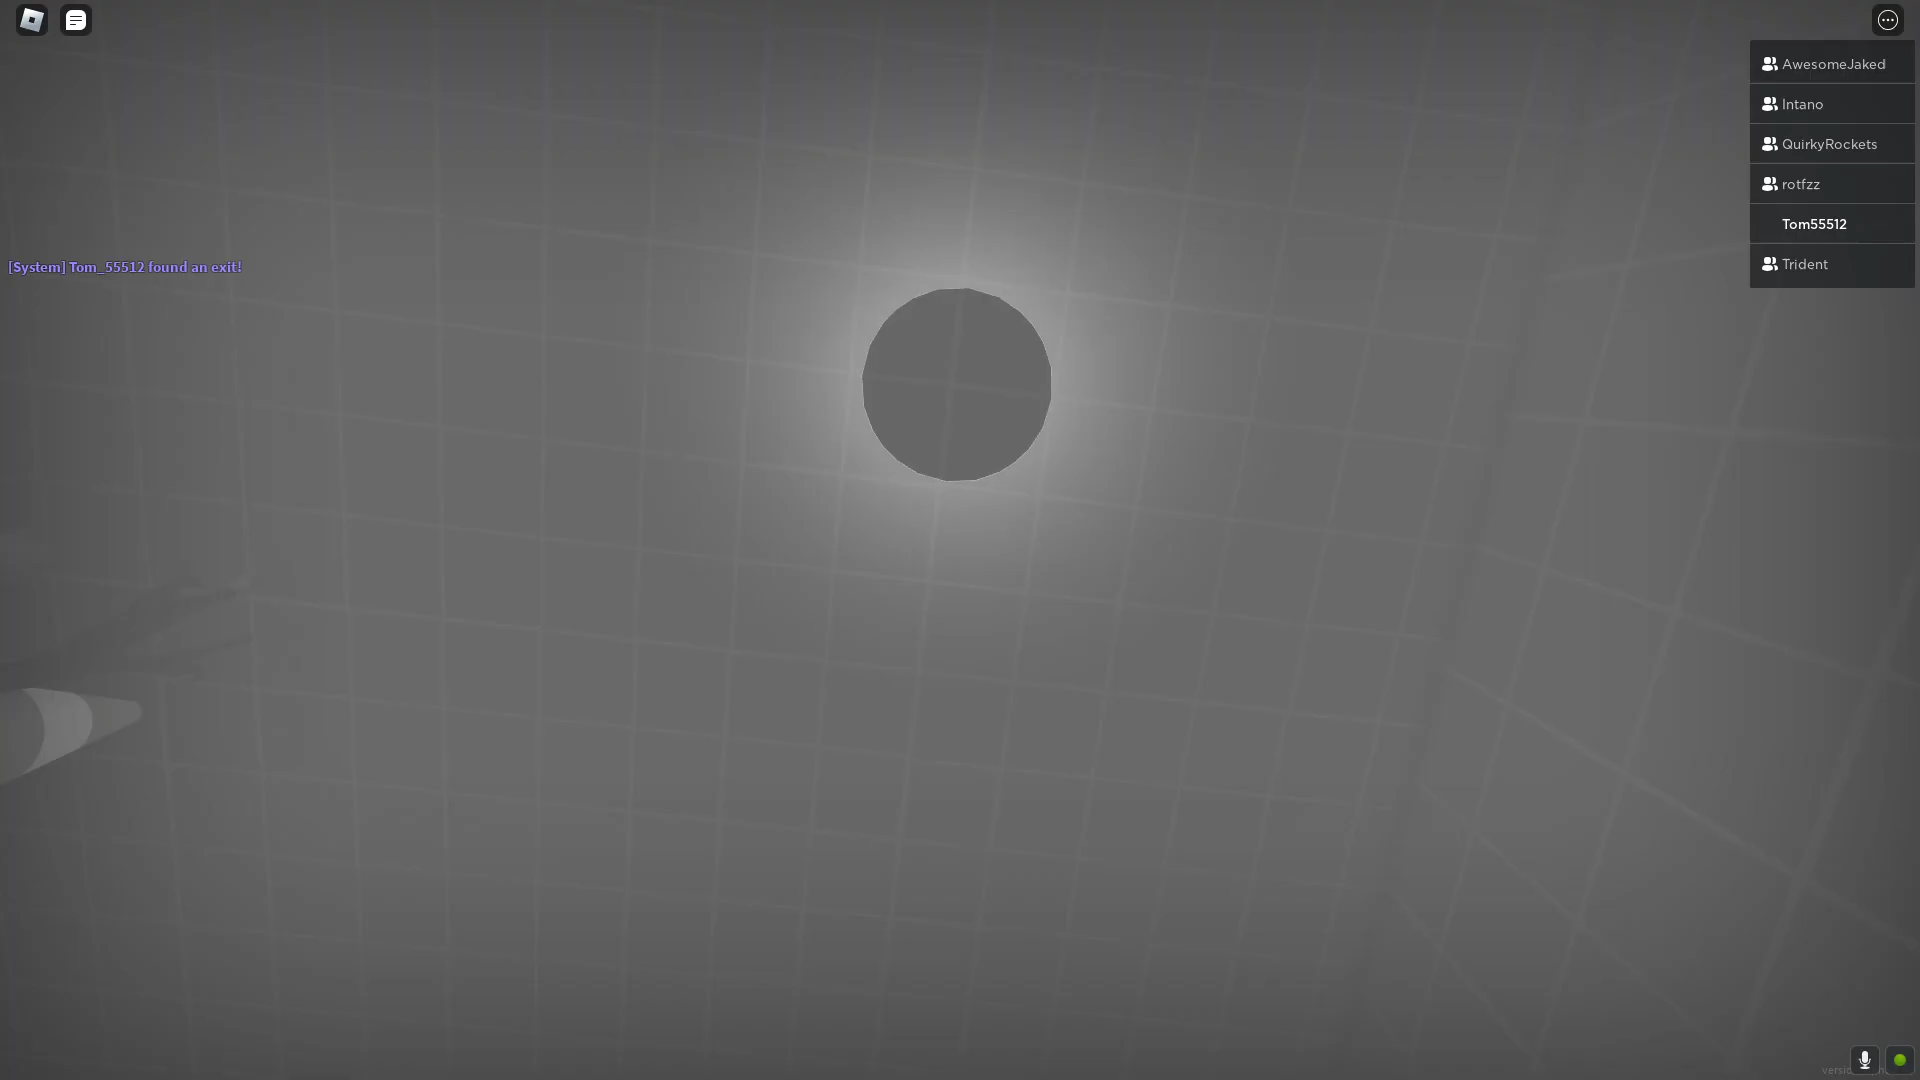 AwesomeJaked
Intano
QuirkyRockets
rotfzz
[System] Tom_55512 found an exit!
Tom55512
Trident